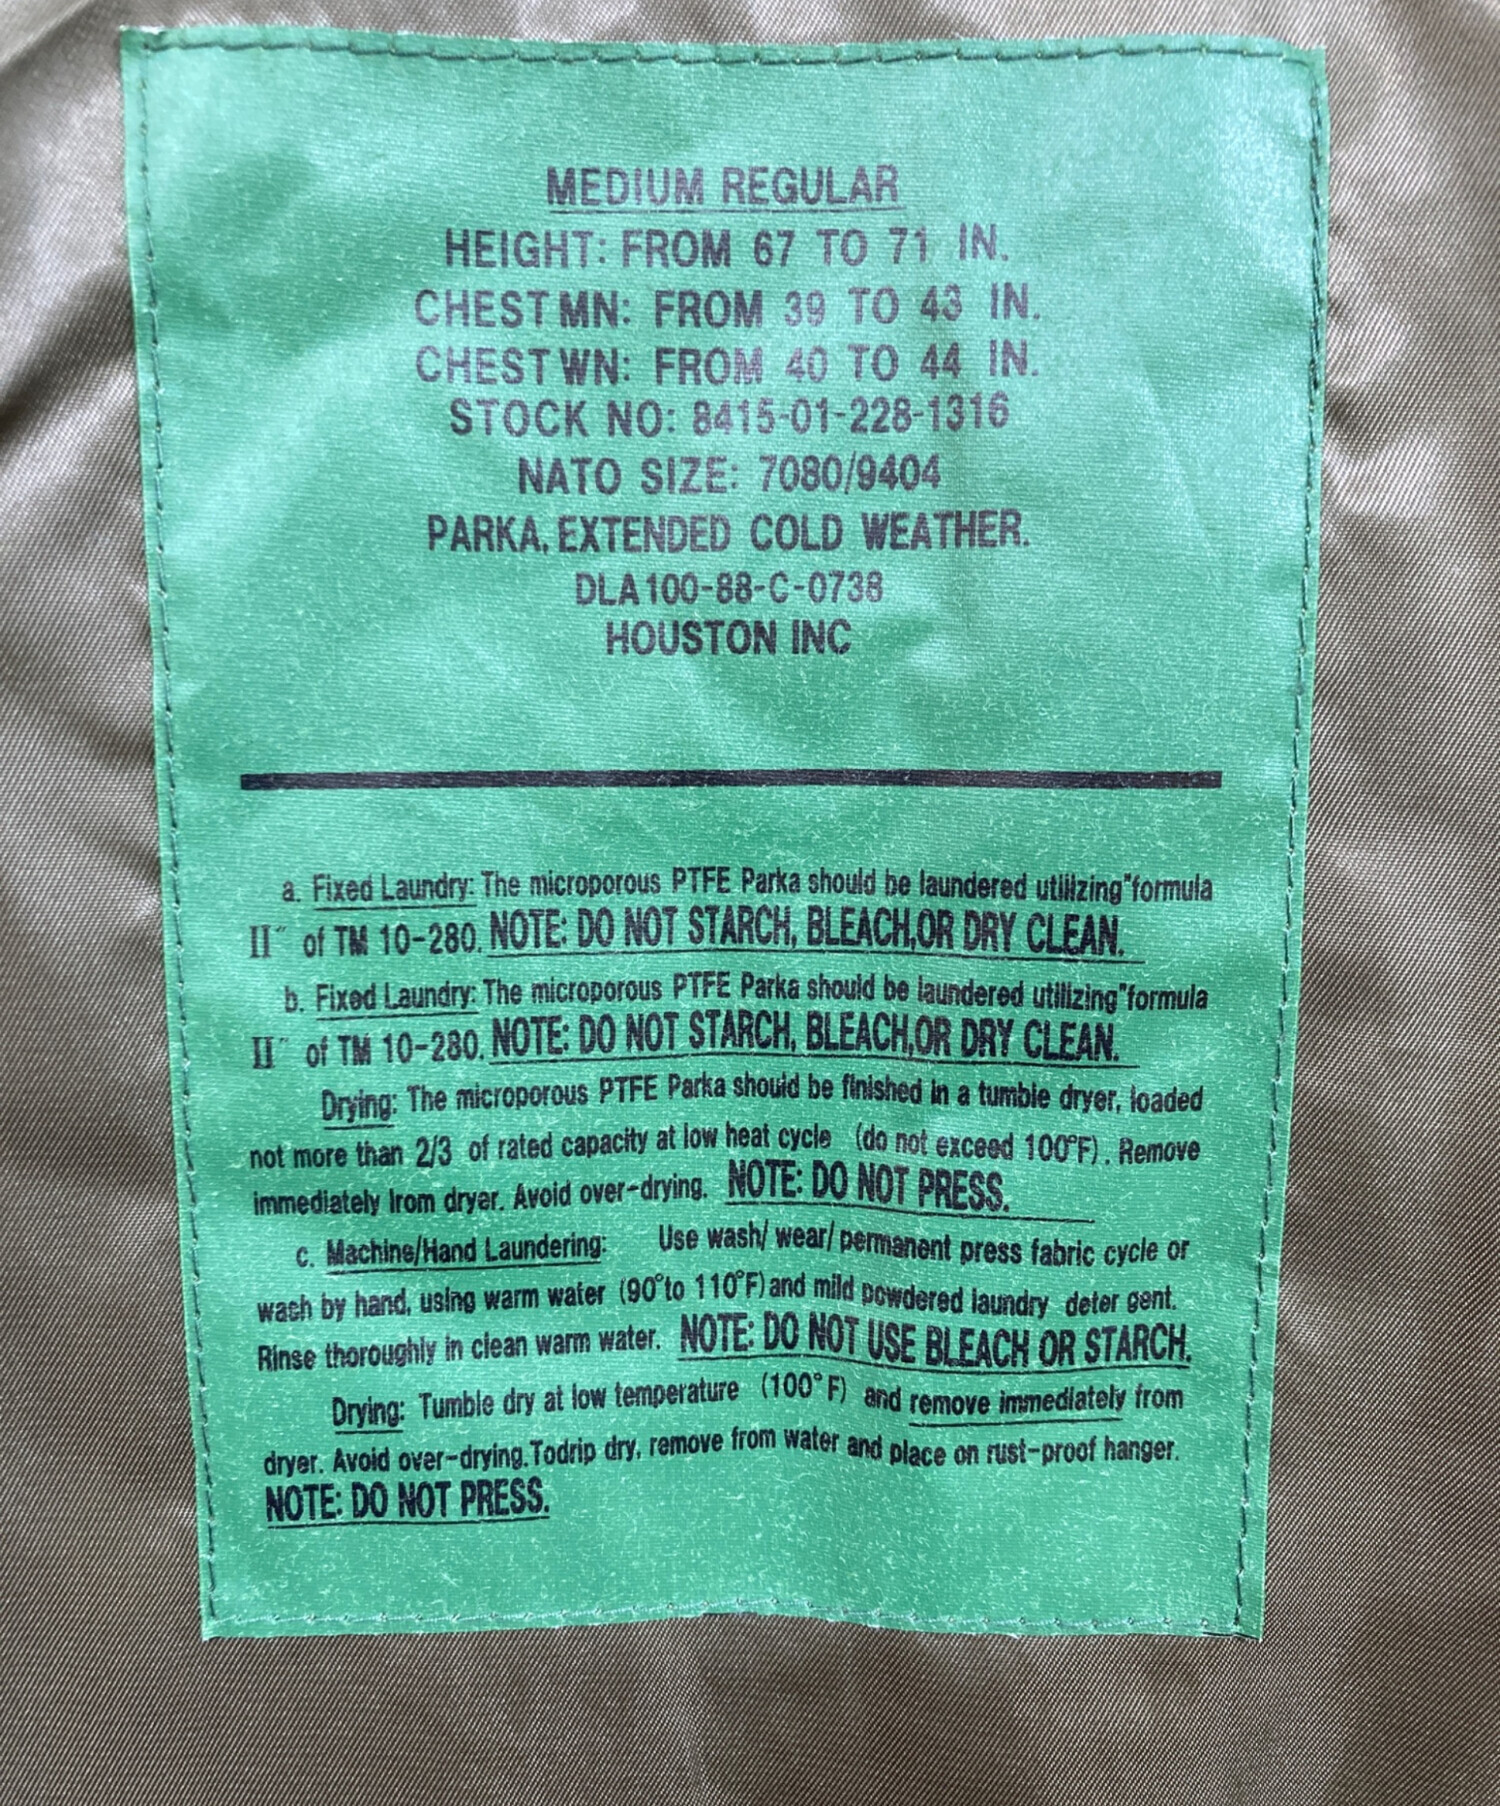 MEDIUM REGULAR
HEIGHT: FROM 67 TO 71 IN.
CHEST MN: FROM 39 TO 43 IN.
CHEST WN: FROM 40 TO 44 IN.
STOCK NO: 8415-01-228-1316
NATO SIZE: 7080/9404
PARKA, EXTENDED COLD WEATHER.
DLA100-88-C-0738
HOUSTON INC
a. Fixed Laundry: The microporous PTFE Parka should be laundered utilizing "formula
II" of TM 10-280. NOTE: DO NOT STARCH, BLEACH,OR DRY CLEAN.
b. Fixed Laundry: The microporous PTFE Parka should be laundered utilizing "formula
II" of TM 10-280. NOTE: DO NOT STARCH, BLEACH,OR DRY CLEAN.
Drying: The microporous PTFE Parka should be finished in a tumble dryer, loaded
not more than 2/3 of rated capacity at low heat cycle (do not exceed 100°F). Remove
immediately lrom dryer. Avoid over-drying. NOTE: DO NOT PRESS.
c. Machine/Hand Laundering: Use wash/ wear/ permanent press fabric cycle or
wach by hand, using warm water (90°to 110°F) and mild powdered laundry deter gent.
Rinse thoroughly in clean warm water. NOTE: DO NOT USE BLEACH OR STARCH.
Drying: Tumble dry at low temperature (100°F) and remove immediately from
dryer. Avoid over-drying. Todrip dry, remove from water and place on rust-proof hanger.
NOTE: DO NOT PRESS.